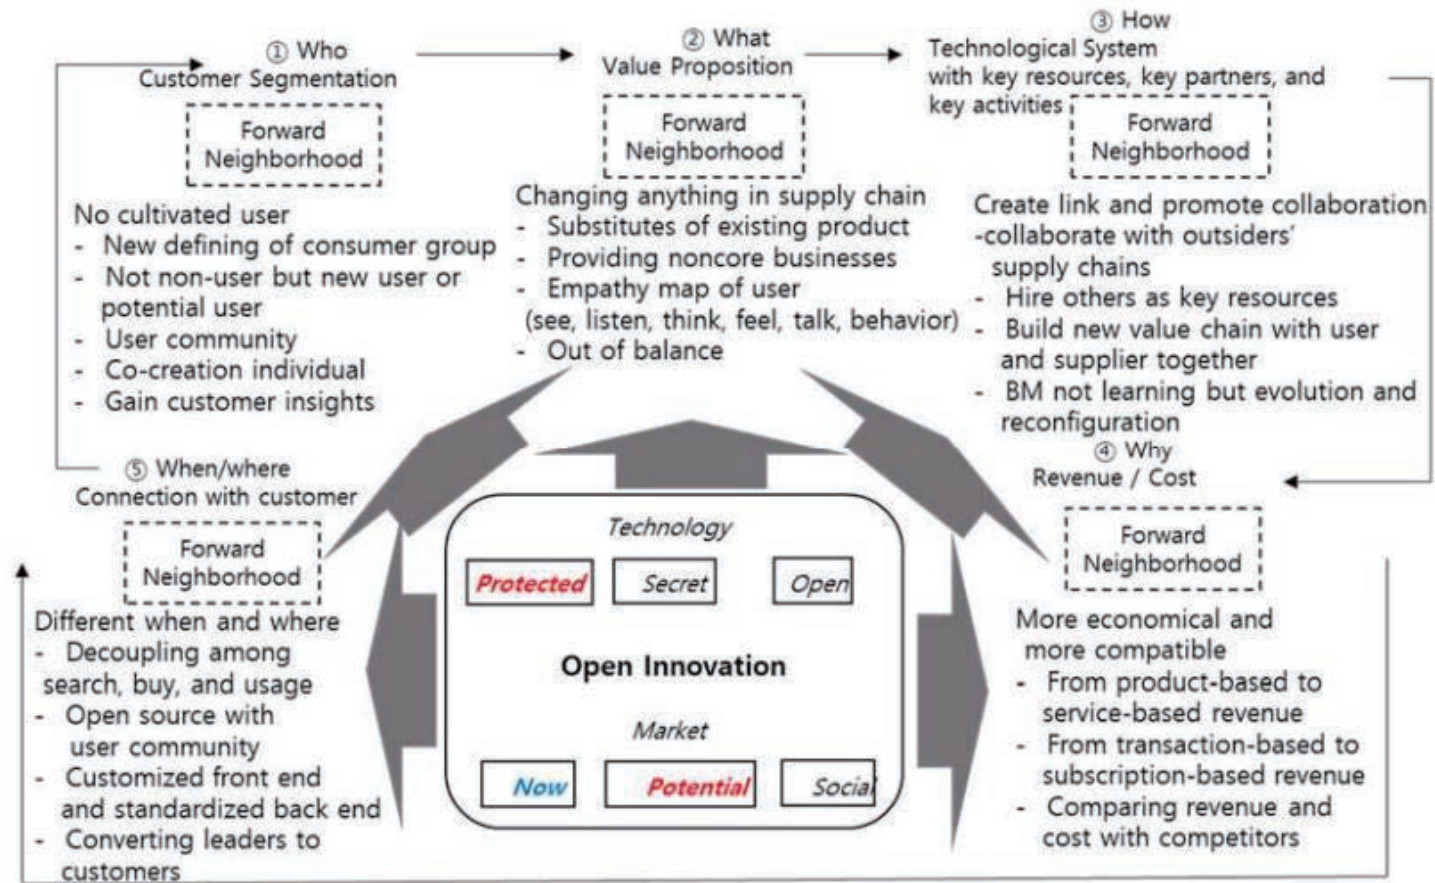 ① Who
Customer Segmentation
Forward
Neighborhood
No cultivated user
- New defining of consumer group
- Not non-user but new user or
potential user
- User community
- Co-creation individual
- Gain customer insights
② What
Value Proposition
Forward
Neighborhood
Changing anything in supply chain
- Substitutes of existing product
- Providing noncore businesses
- Empathy map of user
(see, listen, think, feel, talk, behavior)
- Out of balance
③ How
Technological System
with key resources, key partners, and
key activities
Forward
Neighborhood
Create link and promote collaboration
-collaborate with outsiders'
supply chains
- Hire others as key resources
- Build new value chain with user
and supplier together
- BM not learning but evolution and
reconfiguration
④ Why
Revenue / Cost
Forward
Neighborhood
More economical and
more compatible
- From product-based to
service-based revenue
- From transaction-based to
subscription-based revenue
- Comparing revenue and
cost with competitors
⑤ When/where
Connection with customer
Forward
Neighborhood
Different when and where
- Decoupling among
search, buy, and usage
- Open source with
user community
- Customized front end
and standardized back end
- Converting leaders to
customers
Technology
Protected
Secret
Open
Open Innovation
Market
Now
Potential
Social